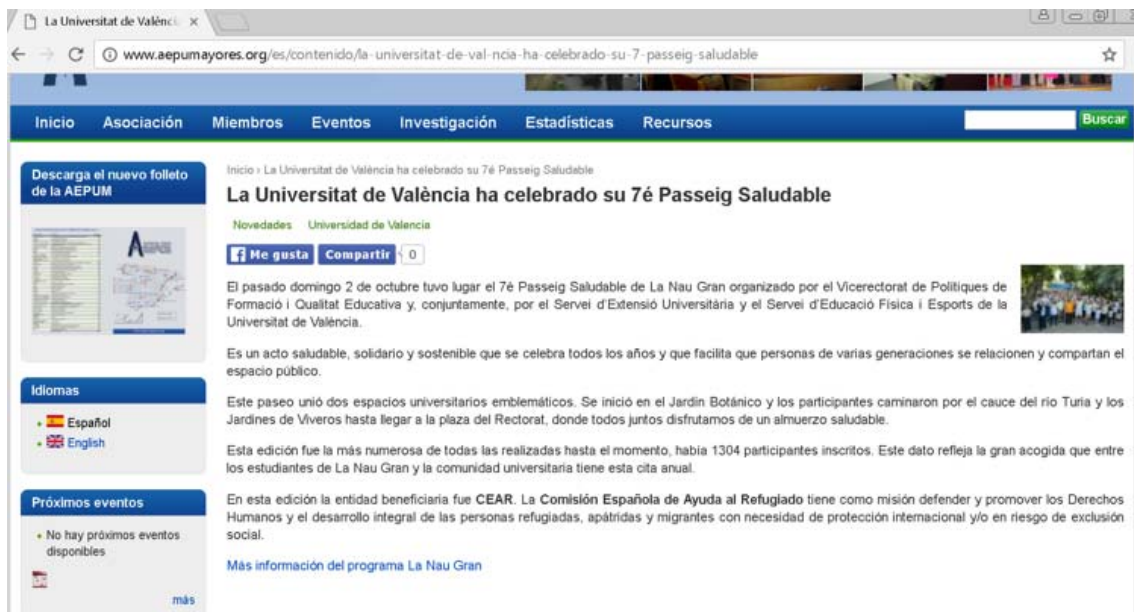 La Universitat de Valènci
www.aepumayores.org/es/contenido/la-universitat-de-val-ncia-ha-celebrado-su-7-passeig-saludable
Inicio Asociación Miembros Eventos Investigación Estadísticas Recursos
Buscar
Descarga el nuevo folleto
de la AEPUM
Idiomas
Español
English
Próximos eventos
No hay próximos eventos
disponibles
más
Inicio › La Universitat de València ha celebrado su 7é Passeig Saludable
La Universitat de València ha celebrado su 7é Passeig Saludable
Novedades Universidad de Valencia
Me gusta Compartir 0
El pasado domingo 2 de octubre tuvo lugar el 7é Passeig Saludable de La Nau Gran organizado por el Vicerectorat de Polítiques de
Formació i Qualitat Educativa y, conjuntamente, por el Servei d'Extensió Universitària y el Servei d'Educació Física i Esports de la
Universitat de València.
Es un acto saludable, solidario y sostenible que se celebra todos los años y que facilita que personas de varias generaciones se relacionen y compartan el
espacio público.
Este paseo unió dos espacios universitarios emblemáticos. Se inició en el Jardín Botánico y los participantes caminaron por el cauce del río Turia y los
Jardines de Viveros hasta llegar a la plaza del Rectorat, donde todos juntos disfrutamos de un almuerzo saludable.
Esta edición fue la más numerosa de todas las realizadas hasta el momento, había 1304 participantes inscritos. Este dato refleja la gran acogida que entre
los estudiantes de La Nau Gran y la comunidad universitaria tiene esta cita anual.
En esta edición la entidad beneficiaria fue CEAR. La Comisión Española de Ayuda al Refugiado tiene como misión defender y promover los Derechos
Humanos y el desarrollo integral de las personas refugiadas, apátridas y migrantes con necesidad de protección internacional y/o en riesgo de exclusión
social.
Más información del programa La Nau Gran